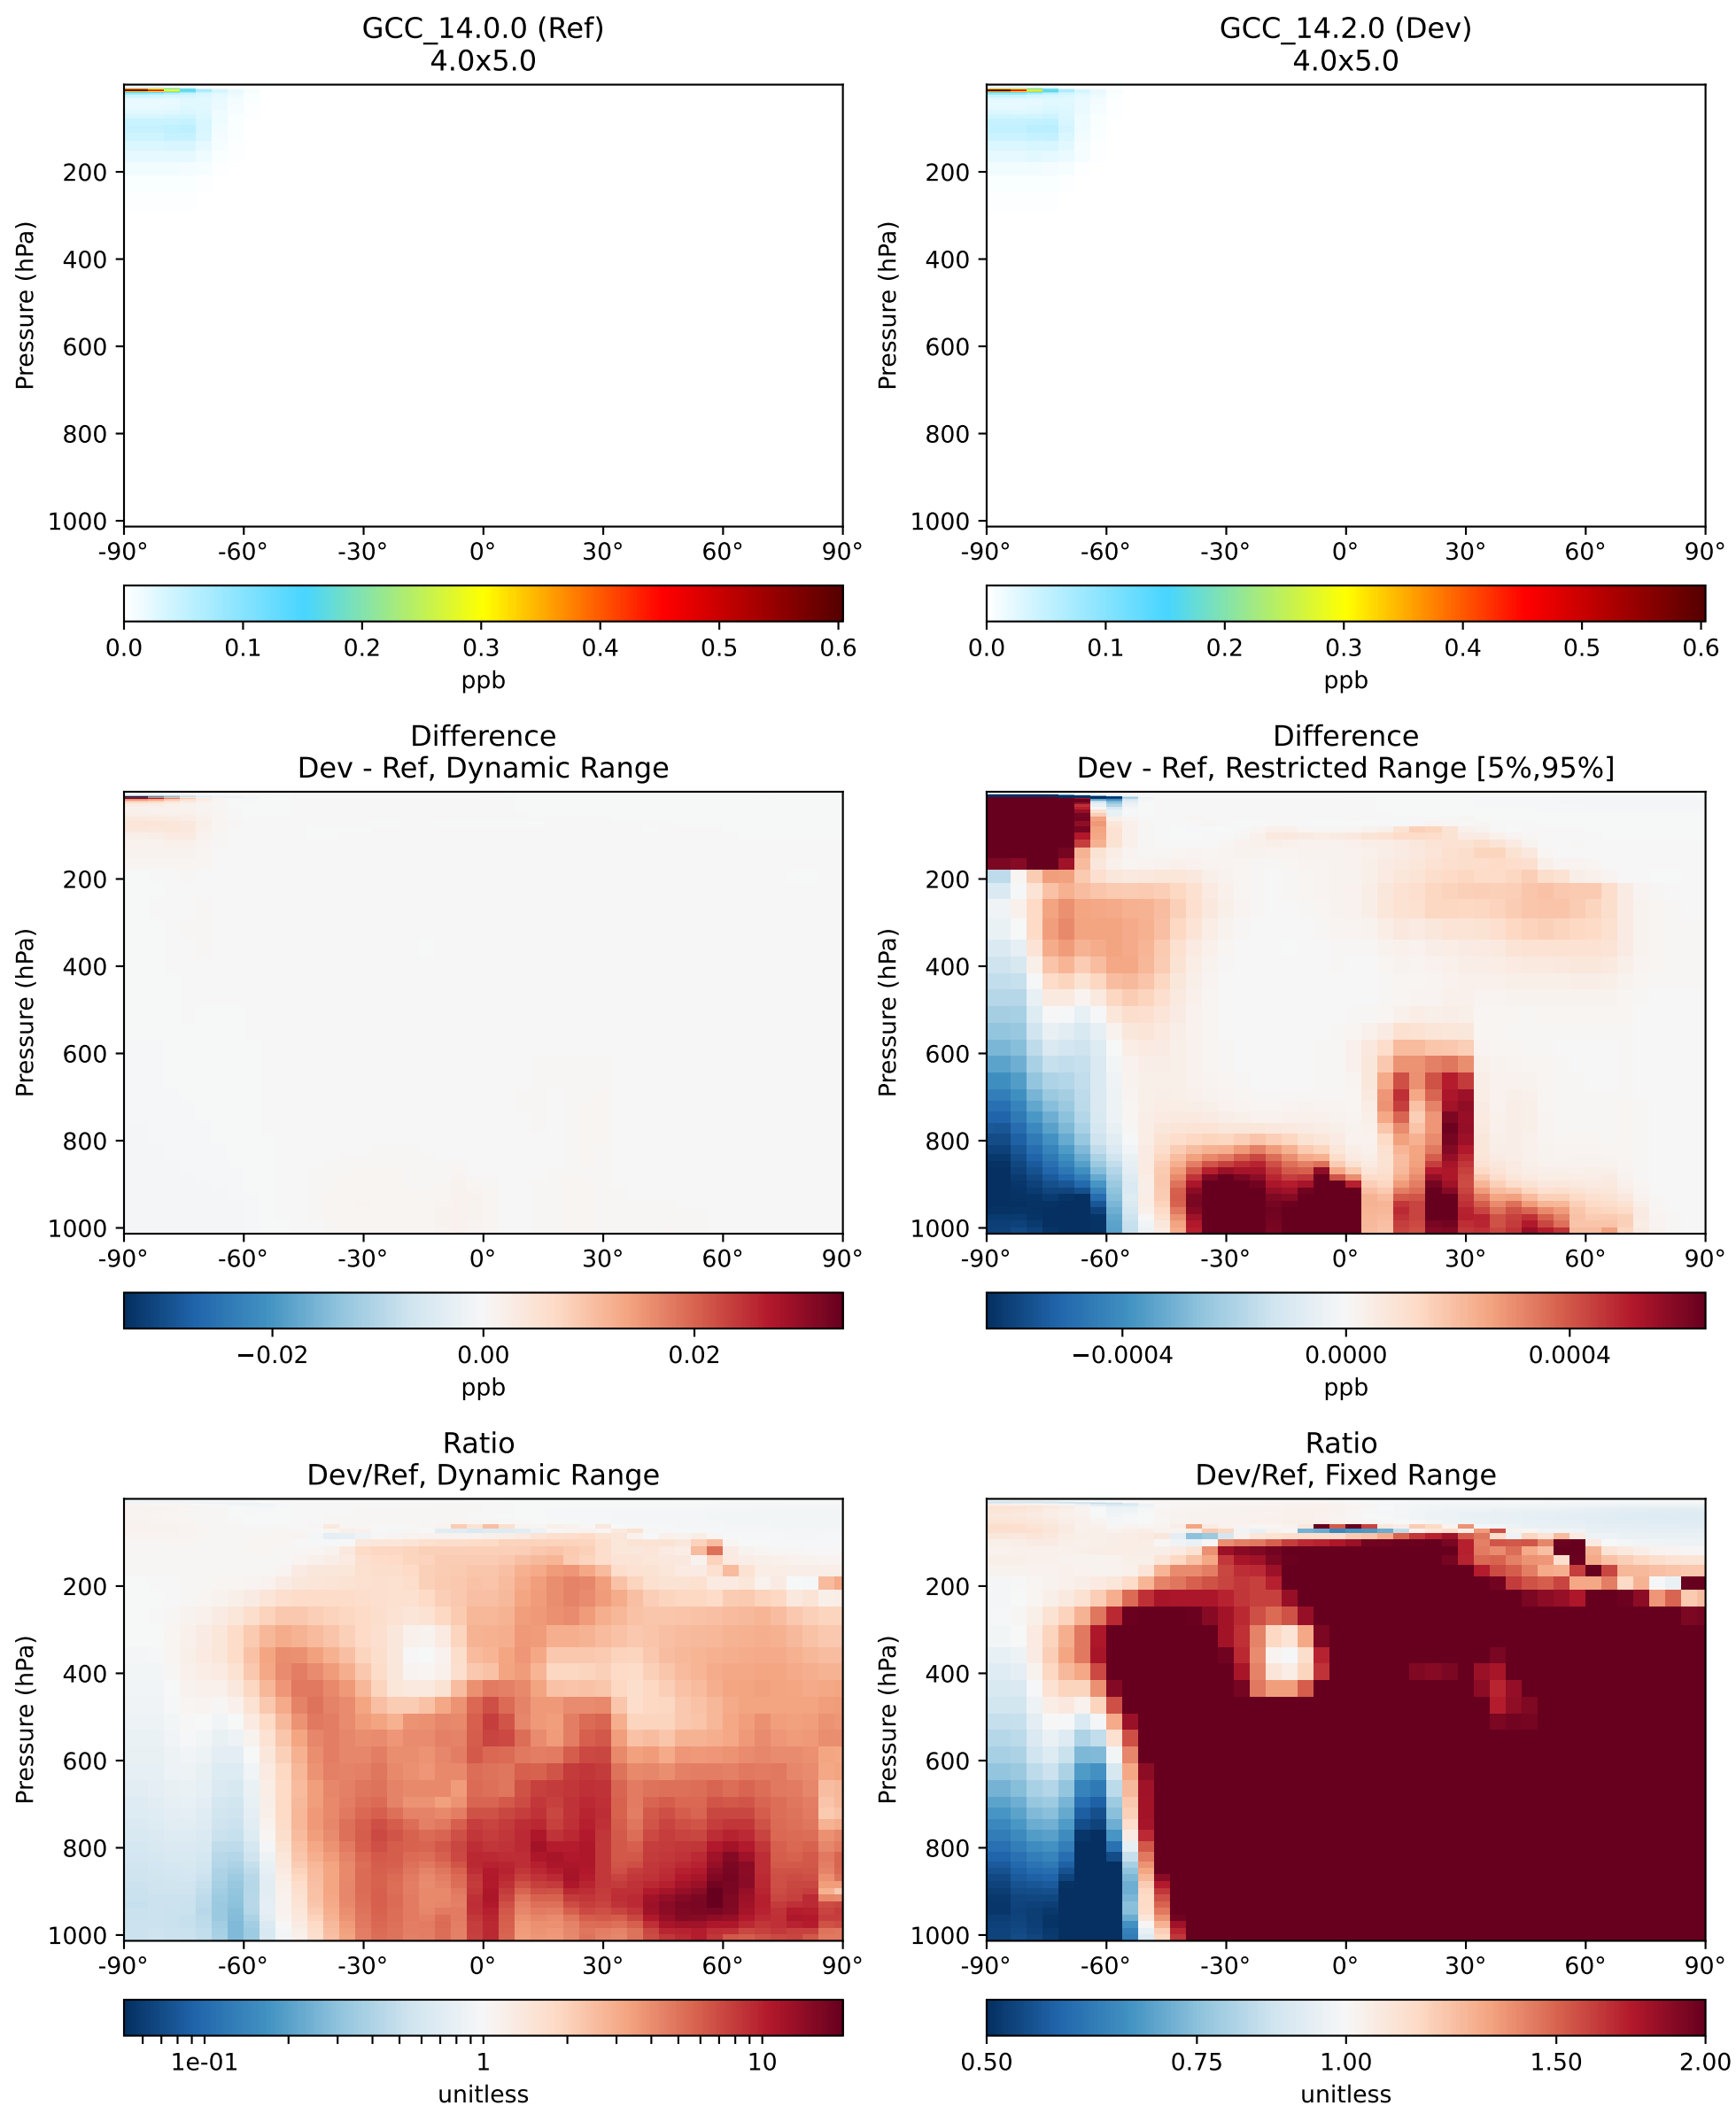 GCC_14.0.0 (Ref)
4.0x5.0
Pressure (hPa)
200
400
600
800
1000
-90° -60° -30° 0° 30° 60° 90°
0.0 0.1 0.2 0.3 0.4 0.5 0.6
ppb
GCC_14.2.0 (Dev)
4.0x5.0
Pressure (hPa)
200
400
600
800
1000
-90° -60° -30° 0° 30° 60° 90°
0.0 0.1 0.2 0.3 0.4 0.5 0.6
ppb
Difference
Dev - Ref, Dynamic Range
Pressure (hPa)
200
400
600
800
1000
-90° -60° -30° 0° 30° 60° 90°
−0.02 0.00 0.02
ppb
Difference
Dev - Ref, Restricted Range [5%,95%]
Pressure (hPa)
200
400
600
800
1000
-90° -60° -30° 0° 30° 60° 90°
−0.0004 0.0000 0.0004
ppb
Ratio
Dev/Ref, Dynamic Range
Pressure (hPa)
200
400
600
800
1000
-90° -60° -30° 0° 30° 60° 90°
1e-01 1 10
unitless
Ratio
Dev/Ref, Fixed Range
Pressure (hPa)
200
400
600
800
1000
-90° -60° -30° 0° 30° 60° 90°
0.50 0.75 1.00 1.50 2.00
unitless